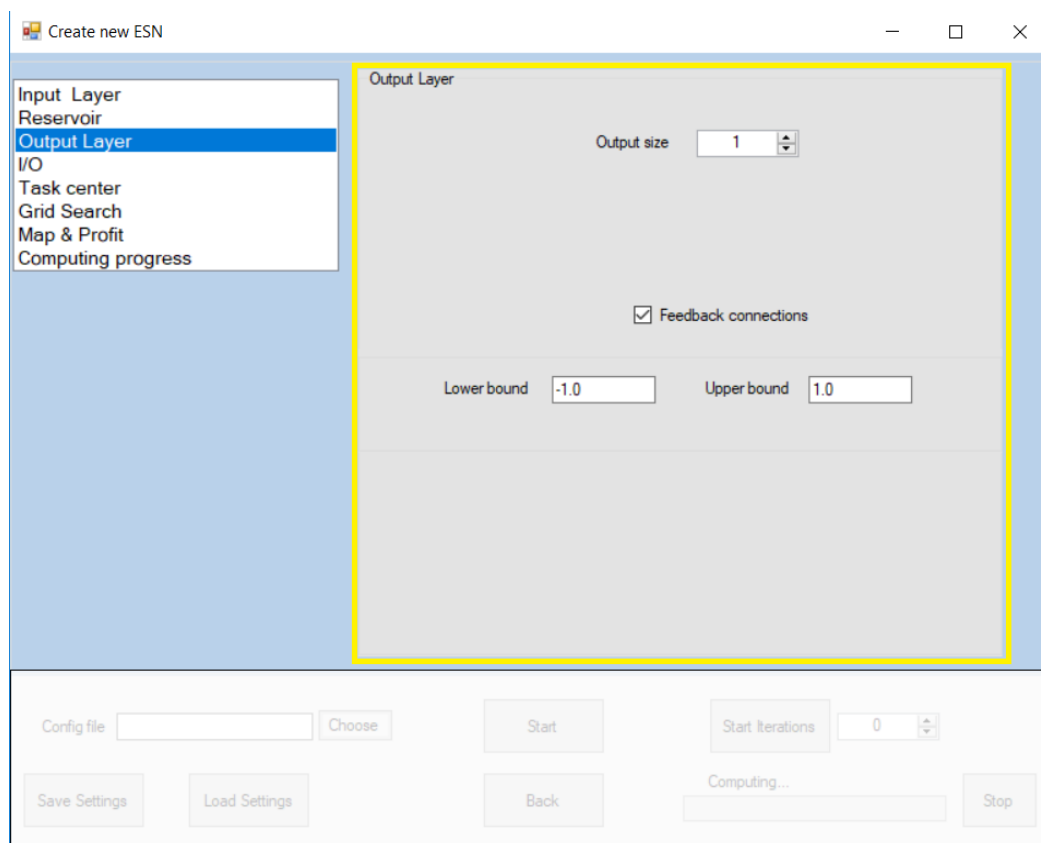 Create new ESN
Input Layer
Reservoir
Output Layer
I/O
Task center
Grid Search
Map & Profit
Computing progress
Output Layer
Output size 1
Feedback connections
Lower bound -1.0 Upper bound 1.0
Config file Choose Start Start Iterations 0
Computing...
Save Settings Load Settings Back Stop